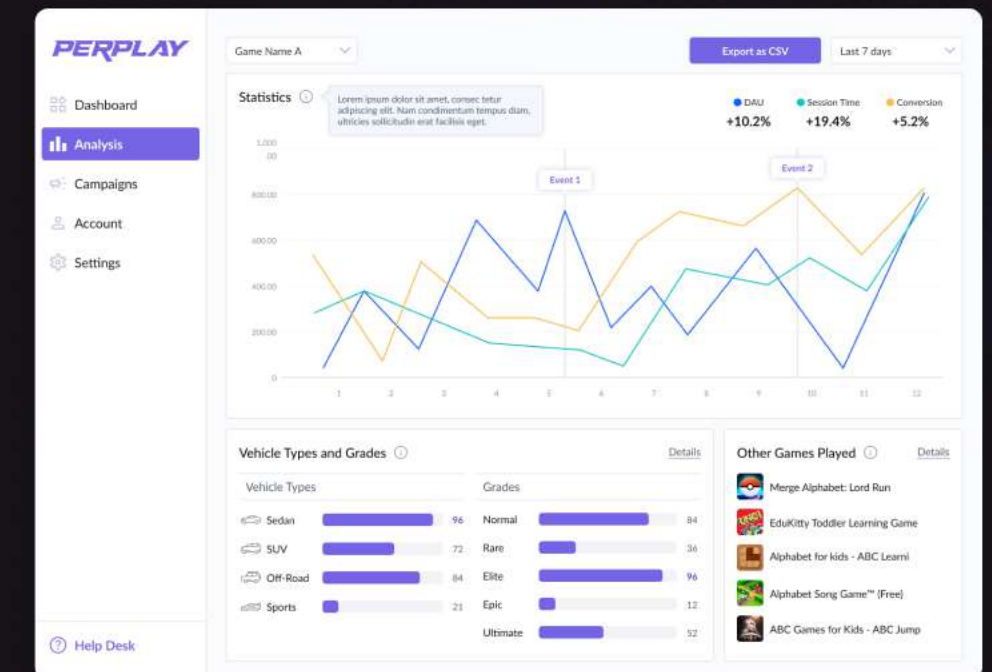 PERPLAY
Dashboard
Analysis
Campaigns
Account
Settings
Help Desk
Game Name A
Export as CSV
Last 7 days
Statistics
Lorem ipsum dolor sit amet, consec tetur
adipiscing elit. Nam condimentum tempus diam,
ultricies sollicitudin erat facilisis eget.
DAU
+10.2%
Session Time
+19.4%
Conversion
+5.2%
1,000
00
800.00
600.00
400.00
200.00
0
Event 1
Event 2
1 2 3 4 5 6 7 8 9 10 11 12
Vehicle Types and Grades
Details
Vehicle Types
Sedan 96
SUV 72
Off-Road 84
Sports 21
Grades
Normal 84
Rare 36
Elite 96
Epic 12
Ultimate 52
Other Games Played
Details
Merge Alphabet: Lord Run
EduKitty Toddler Learning Game
Alphabet for kids - ABC Learni
Alphabet Song Game™ (Free)
ABC Games for Kids - ABC Jump